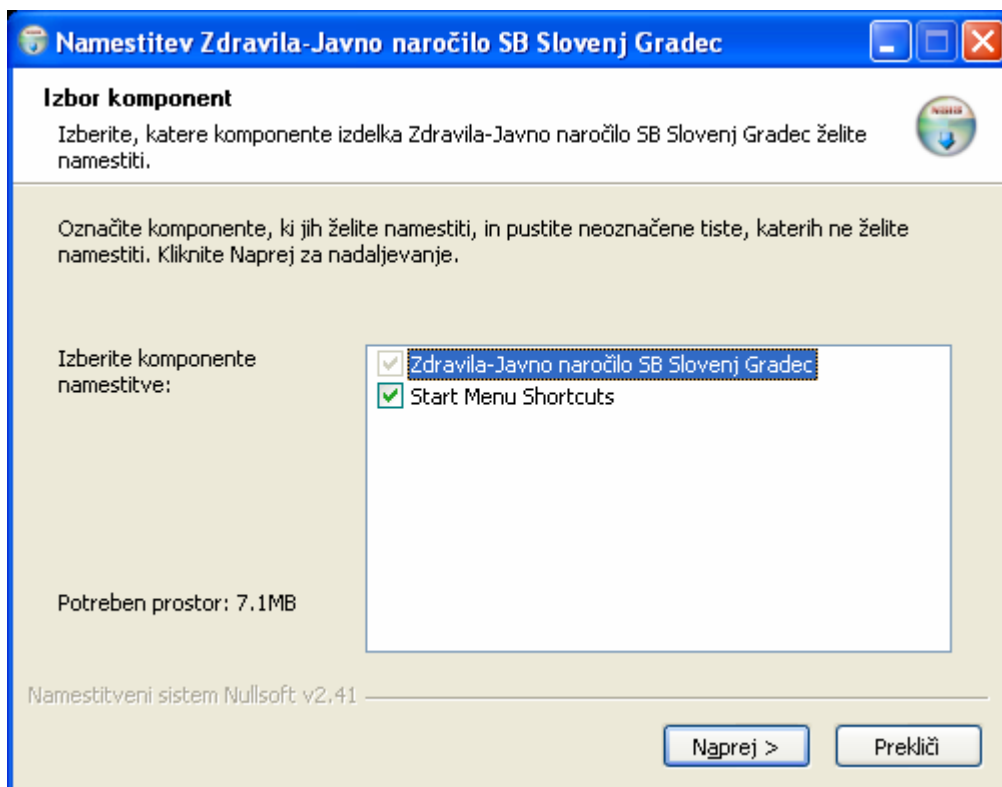 Namestitev Zdravila-Javno naročilo SB Slovenj Gradec
Izbor komponent
Izberite, katere komponente izdelka Zdravila-Javno naročilo SB Slovenj Gradec želite
namestiti.
Označite komponente, ki jih želite namestiti, in pustite neoznačene tiste, katerih ne želite
namestiti. Kliknite Naprej za nadaljevanje.
Izberite komponente
namestitve:
Zdravila-Javno naročilo SB Slovenj Gradec
Start Menu Shortcuts
Potreben prostor: 7.1MB
Namestitveni sistem Nullsoft v2.41
Naprej >
Prekliči